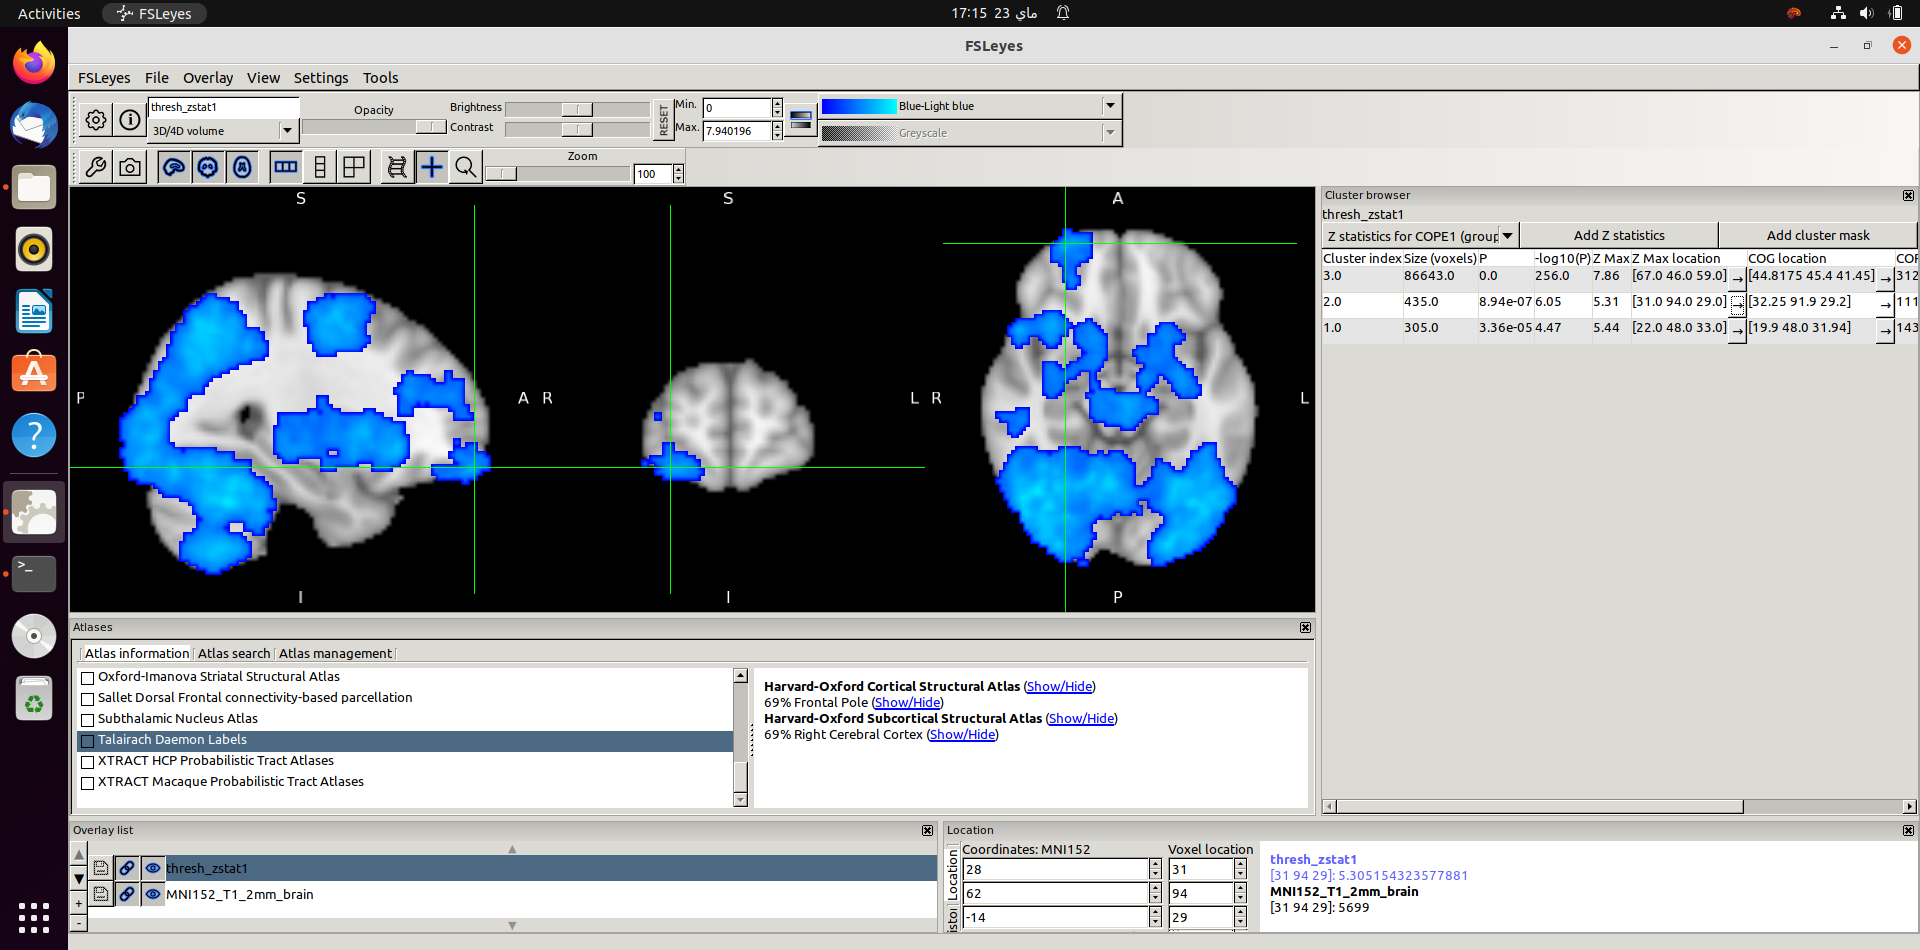 Activities FSLeyes 17:15 23 ماي
FSLeyes
FSLeyes File Overlay View Settings Tools
thresh_zstat1 Opacity Brightness RESET Min. 0 Blue-Light blue
3D/4D volume Contrast Max. 7.940196 Greyscale
Zoom
100
S S A
P A R L R L
I I P
Cluster browser
thresh_zstat1
Z statistics for COPE1 (group Add Z statistics Add cluster mask
Cluster index Size (voxels) P -log10(P) Z Max Z Max location COG location COP
3.0 86643.0 0.0 256.0 7.86 [67.0 46.0 59.0] → [44.8175 45.4 41.45] → 312
2.0 435.0 8.94e-07 6.05 5.31 [31.0 94.0 29.0] → [32.25 91.9 29.2] → 111
1.0 305.0 3.36e-05 4.47 5.44 [22.0 48.0 33.0] → [19.9 48.0 31.94] → 143
Atlases
Atlas information Atlas search Atlas management
Oxford-Imanova Striatal Structural Atlas
Sallet Dorsal Frontal connectivity-based parcellation
Subthalamic Nucleus Atlas
Talairach Daemon Labels
XTRACT HCP Probabilistic Tract Atlases
XTRACT Macaque Probabilistic Tract Atlases
Harvard-Oxford Cortical Structural Atlas (Show/Hide)
69% Frontal Pole (Show/Hide)
Harvard-Oxford Subcortical Structural Atlas (Show/Hide)
69% Right Cerebral Cortex (Show/Hide)
Overlay list
thresh_zstat1
MNI152_T1_2mm_brain
Location
Location
Coordinates: MNI152 Voxel location
28 31
62 94
-14 29
thresh_zstat1
[31 94 29]: 5.305154323577881
MNI152_T1_2mm_brain
[31 94 29]: 5699